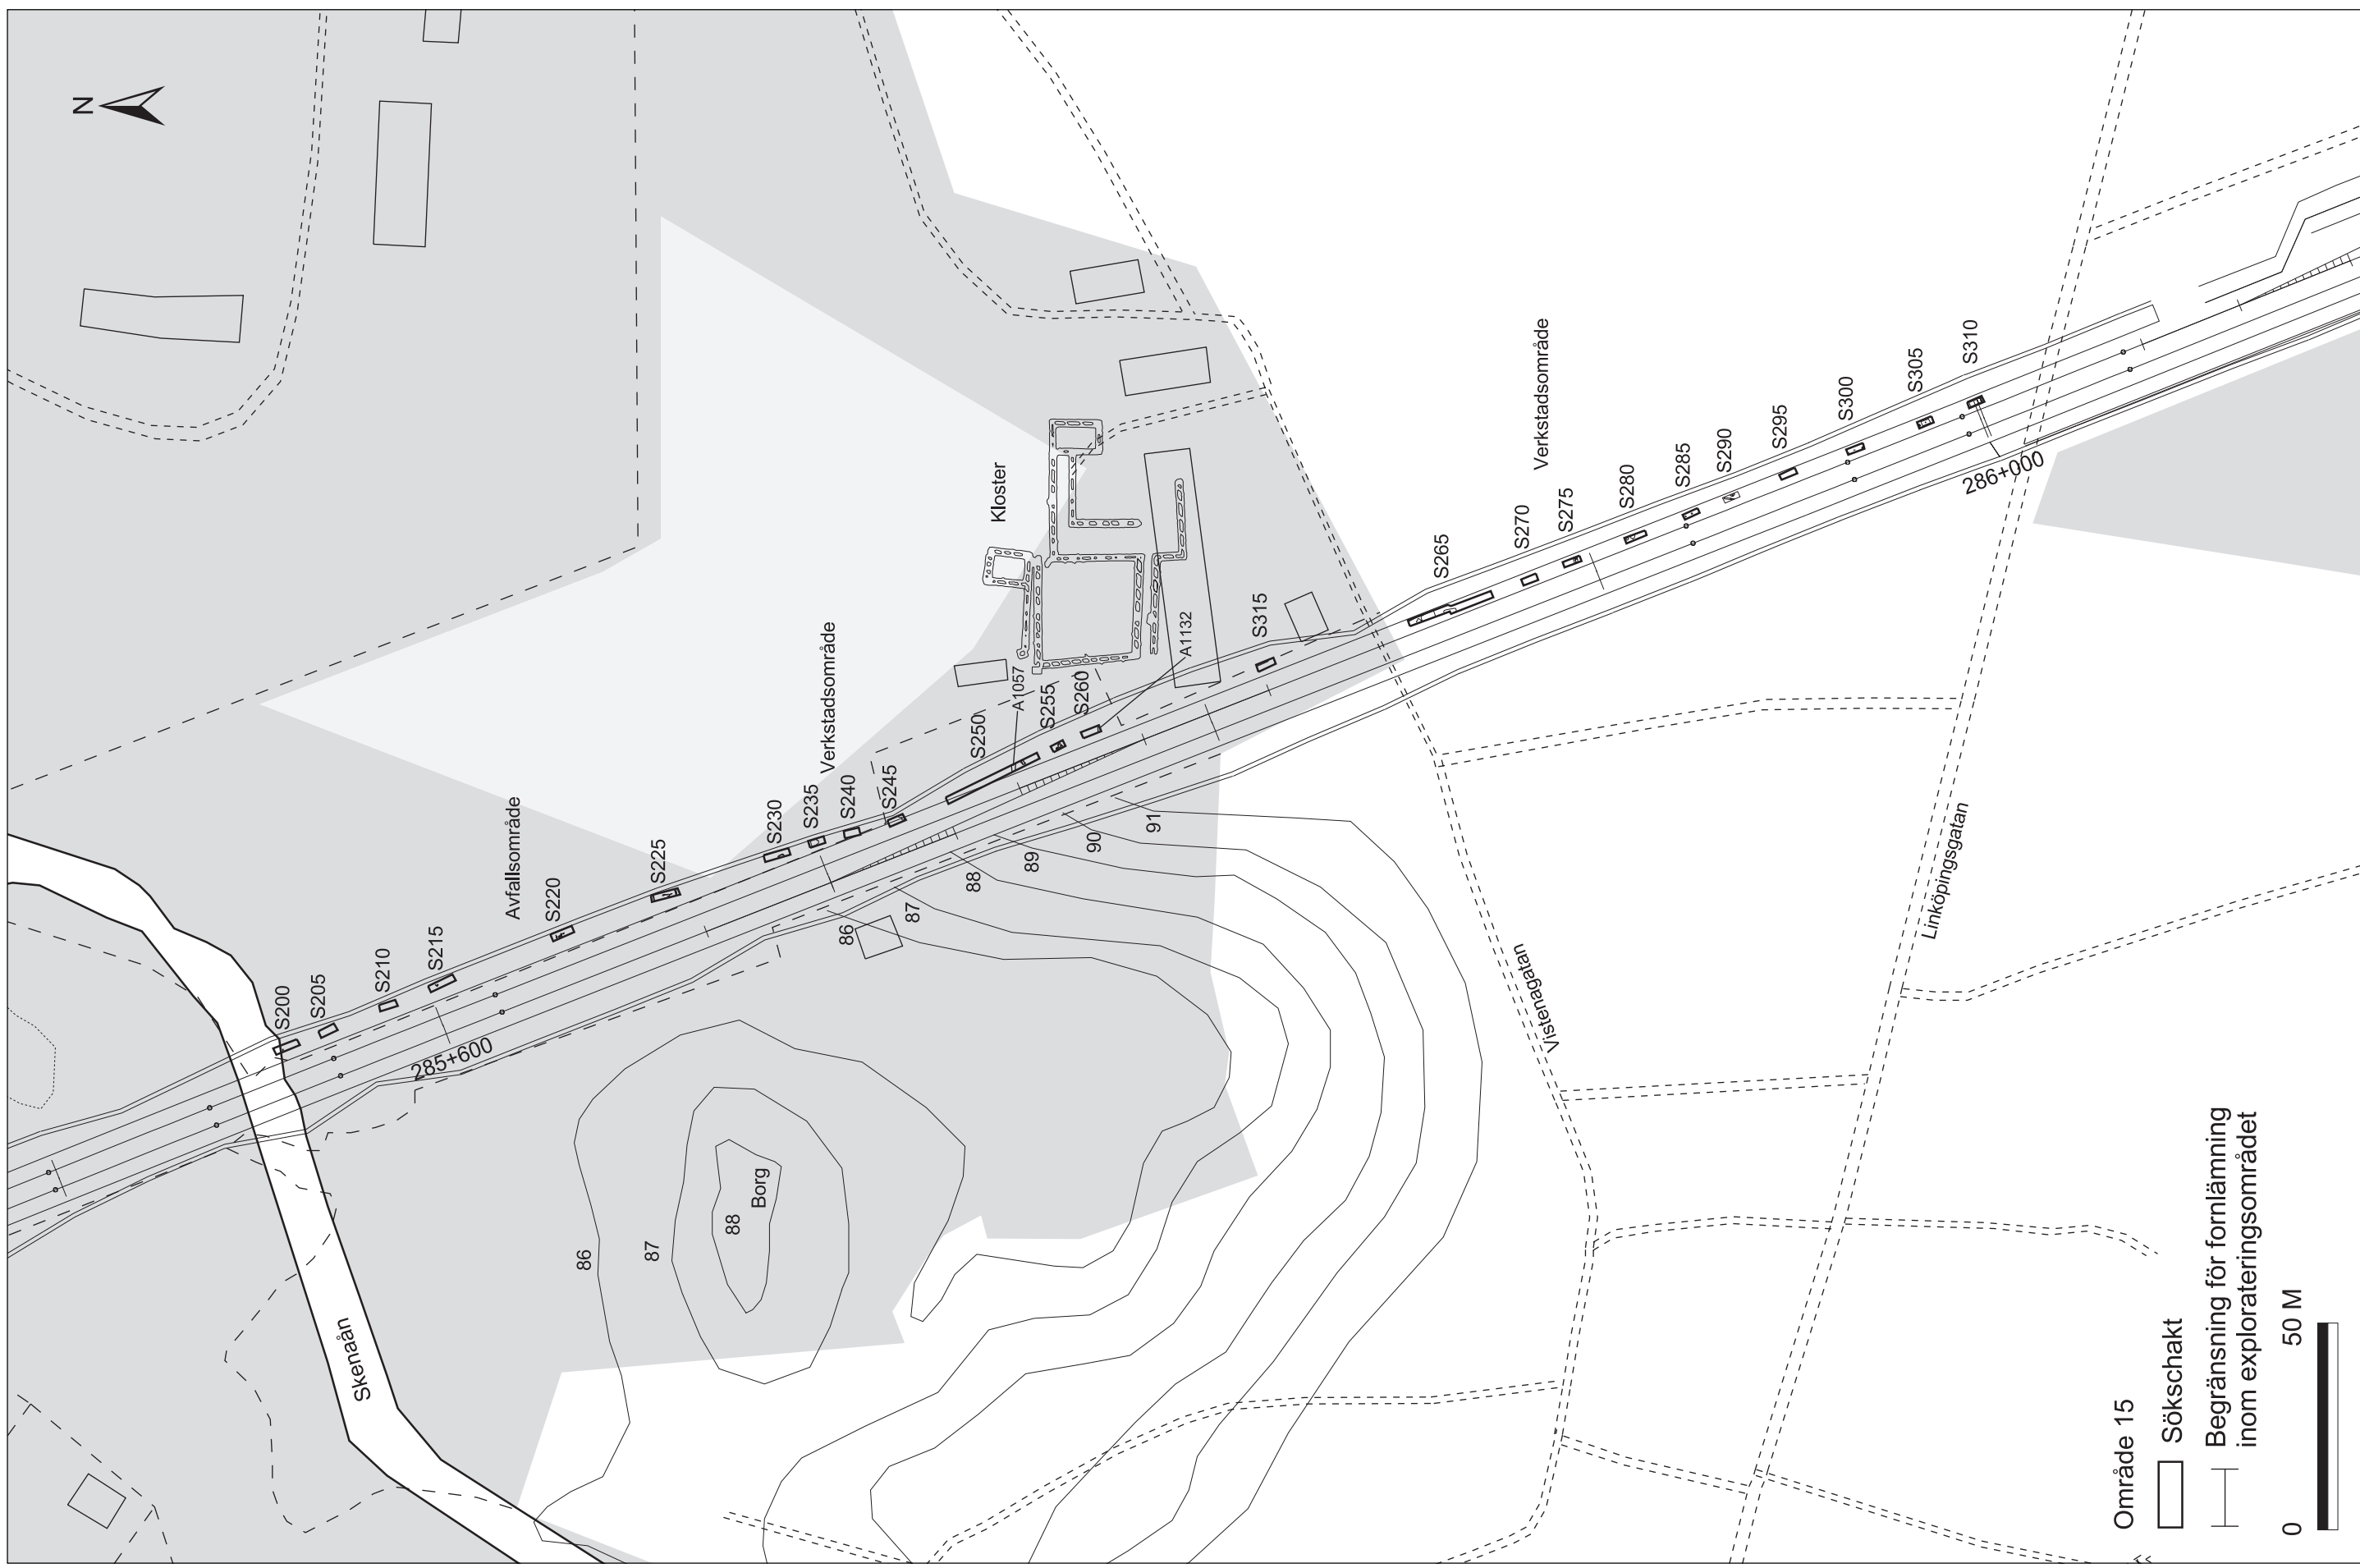 N
Skenaån
S200
S205
S210
S215
285+600
Avfallsområde
S220
S225
S230
S235
S240
Verkstadsområde
S245
S250
A1057
S255
S260
A1132
Kloster
S315
86
87
88
89
90
91
86
87
88
Borg
S265
S270
S275
Verkstadsområde
S280
S285
S290
S295
S300
S305
S310
286+000
Vistenagatan
Linköpingsgatan
Område 15
Sökschakt
Begränsning för fornlämning
inom explorateringsområdet
0 50 M